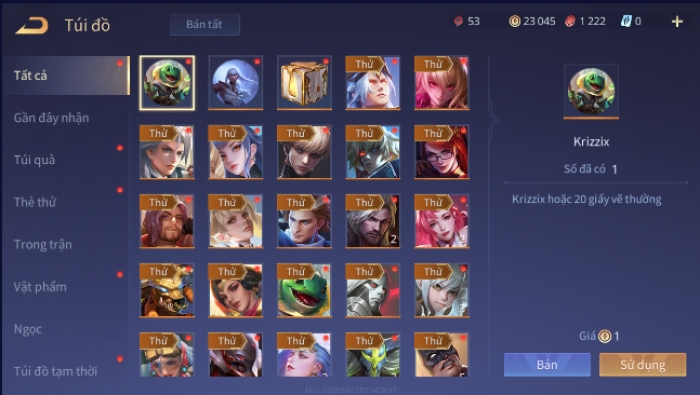 Túi đồ
Bán tất
53
23 045
1 222
0
+
Tất cả
Gần đây nhận
Túi quà
Thẻ thử
Trong trận
Vật phẩm
Ngọc
Túi đồ tạm thời
Thử Thử
Thử Thử Thử Thử Thử
Thử Thử Thử Thử Thử
2
Thử Thử Thử Thử Thử
Thử Thử Thử Thử Thử
Krizzix
Số đã có 1
Krizzix hoặc 20 giấy vẽ thường
Giá 1
Bán
Sử dụng